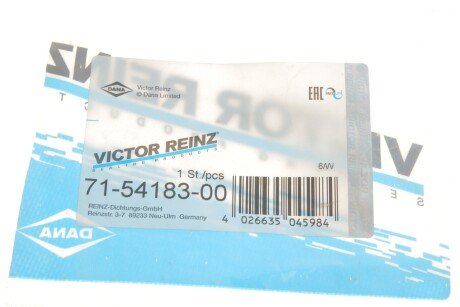 DANA
Victor Reinz
© Dana Limited
EAC
VICTOR REINZ
SEALING PRODUCTS
1 St./pcs
6/W
71-54183-00
REINZ-Dichtungs-GmbH
Reinzstr. 3-7 89233 Neu-Ulm Germany
4 026635 045984
DANA